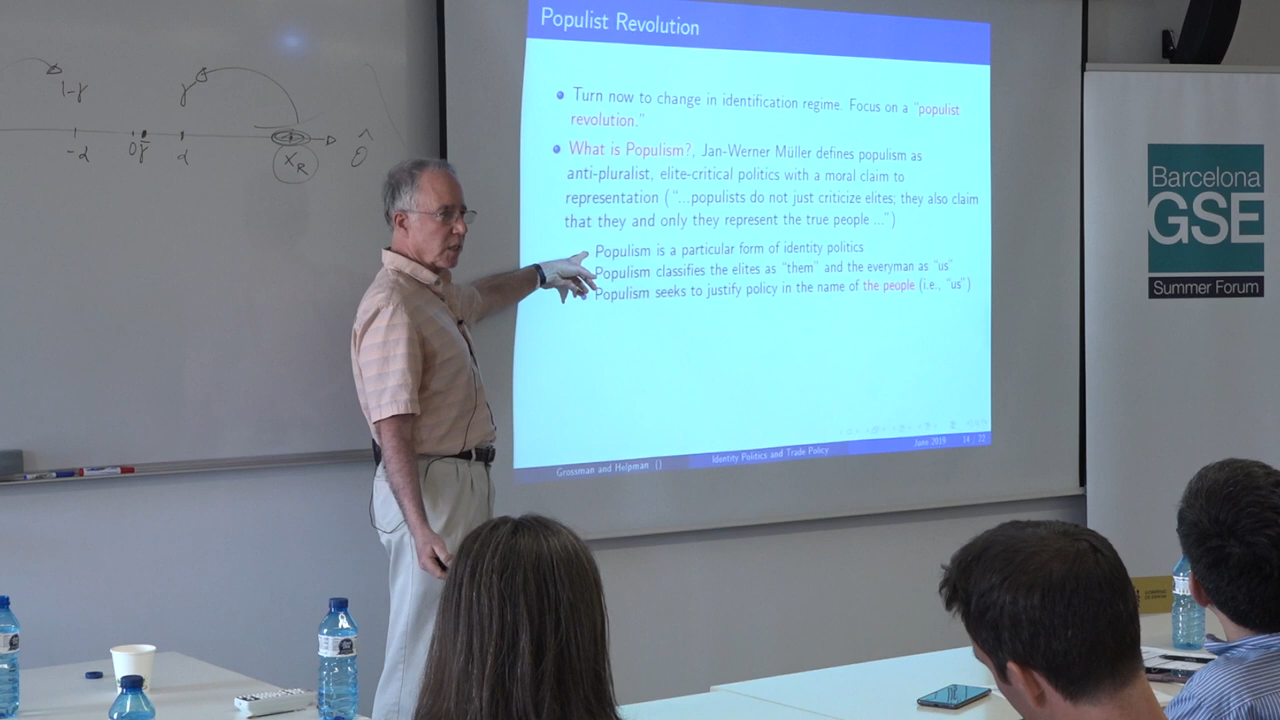 Populist Revolution
Turn now to change in identification regime. Focus on a "populist
revolution."
What is Populism?, Jan-Werner Müller defines populism as
anti-pluralist, elite-critical politics with a moral claim to
representation ("...populists do not just criticize elites; they also claim
that they and only they represent the true people ...")
Populism is a particular form of identity politics
Populism classifies the elites as "them" and the everyman as "us"
Populism seeks to justify policy in the name of the people (i.e., "us")
Grossman and Helpman ()
Identity Politics and Trade Policy
June 2019
14 / 22
1-γ
γ
-α
0
γ̄
α
X_R
θ̂
Barcelona
GSE
Summer Forum